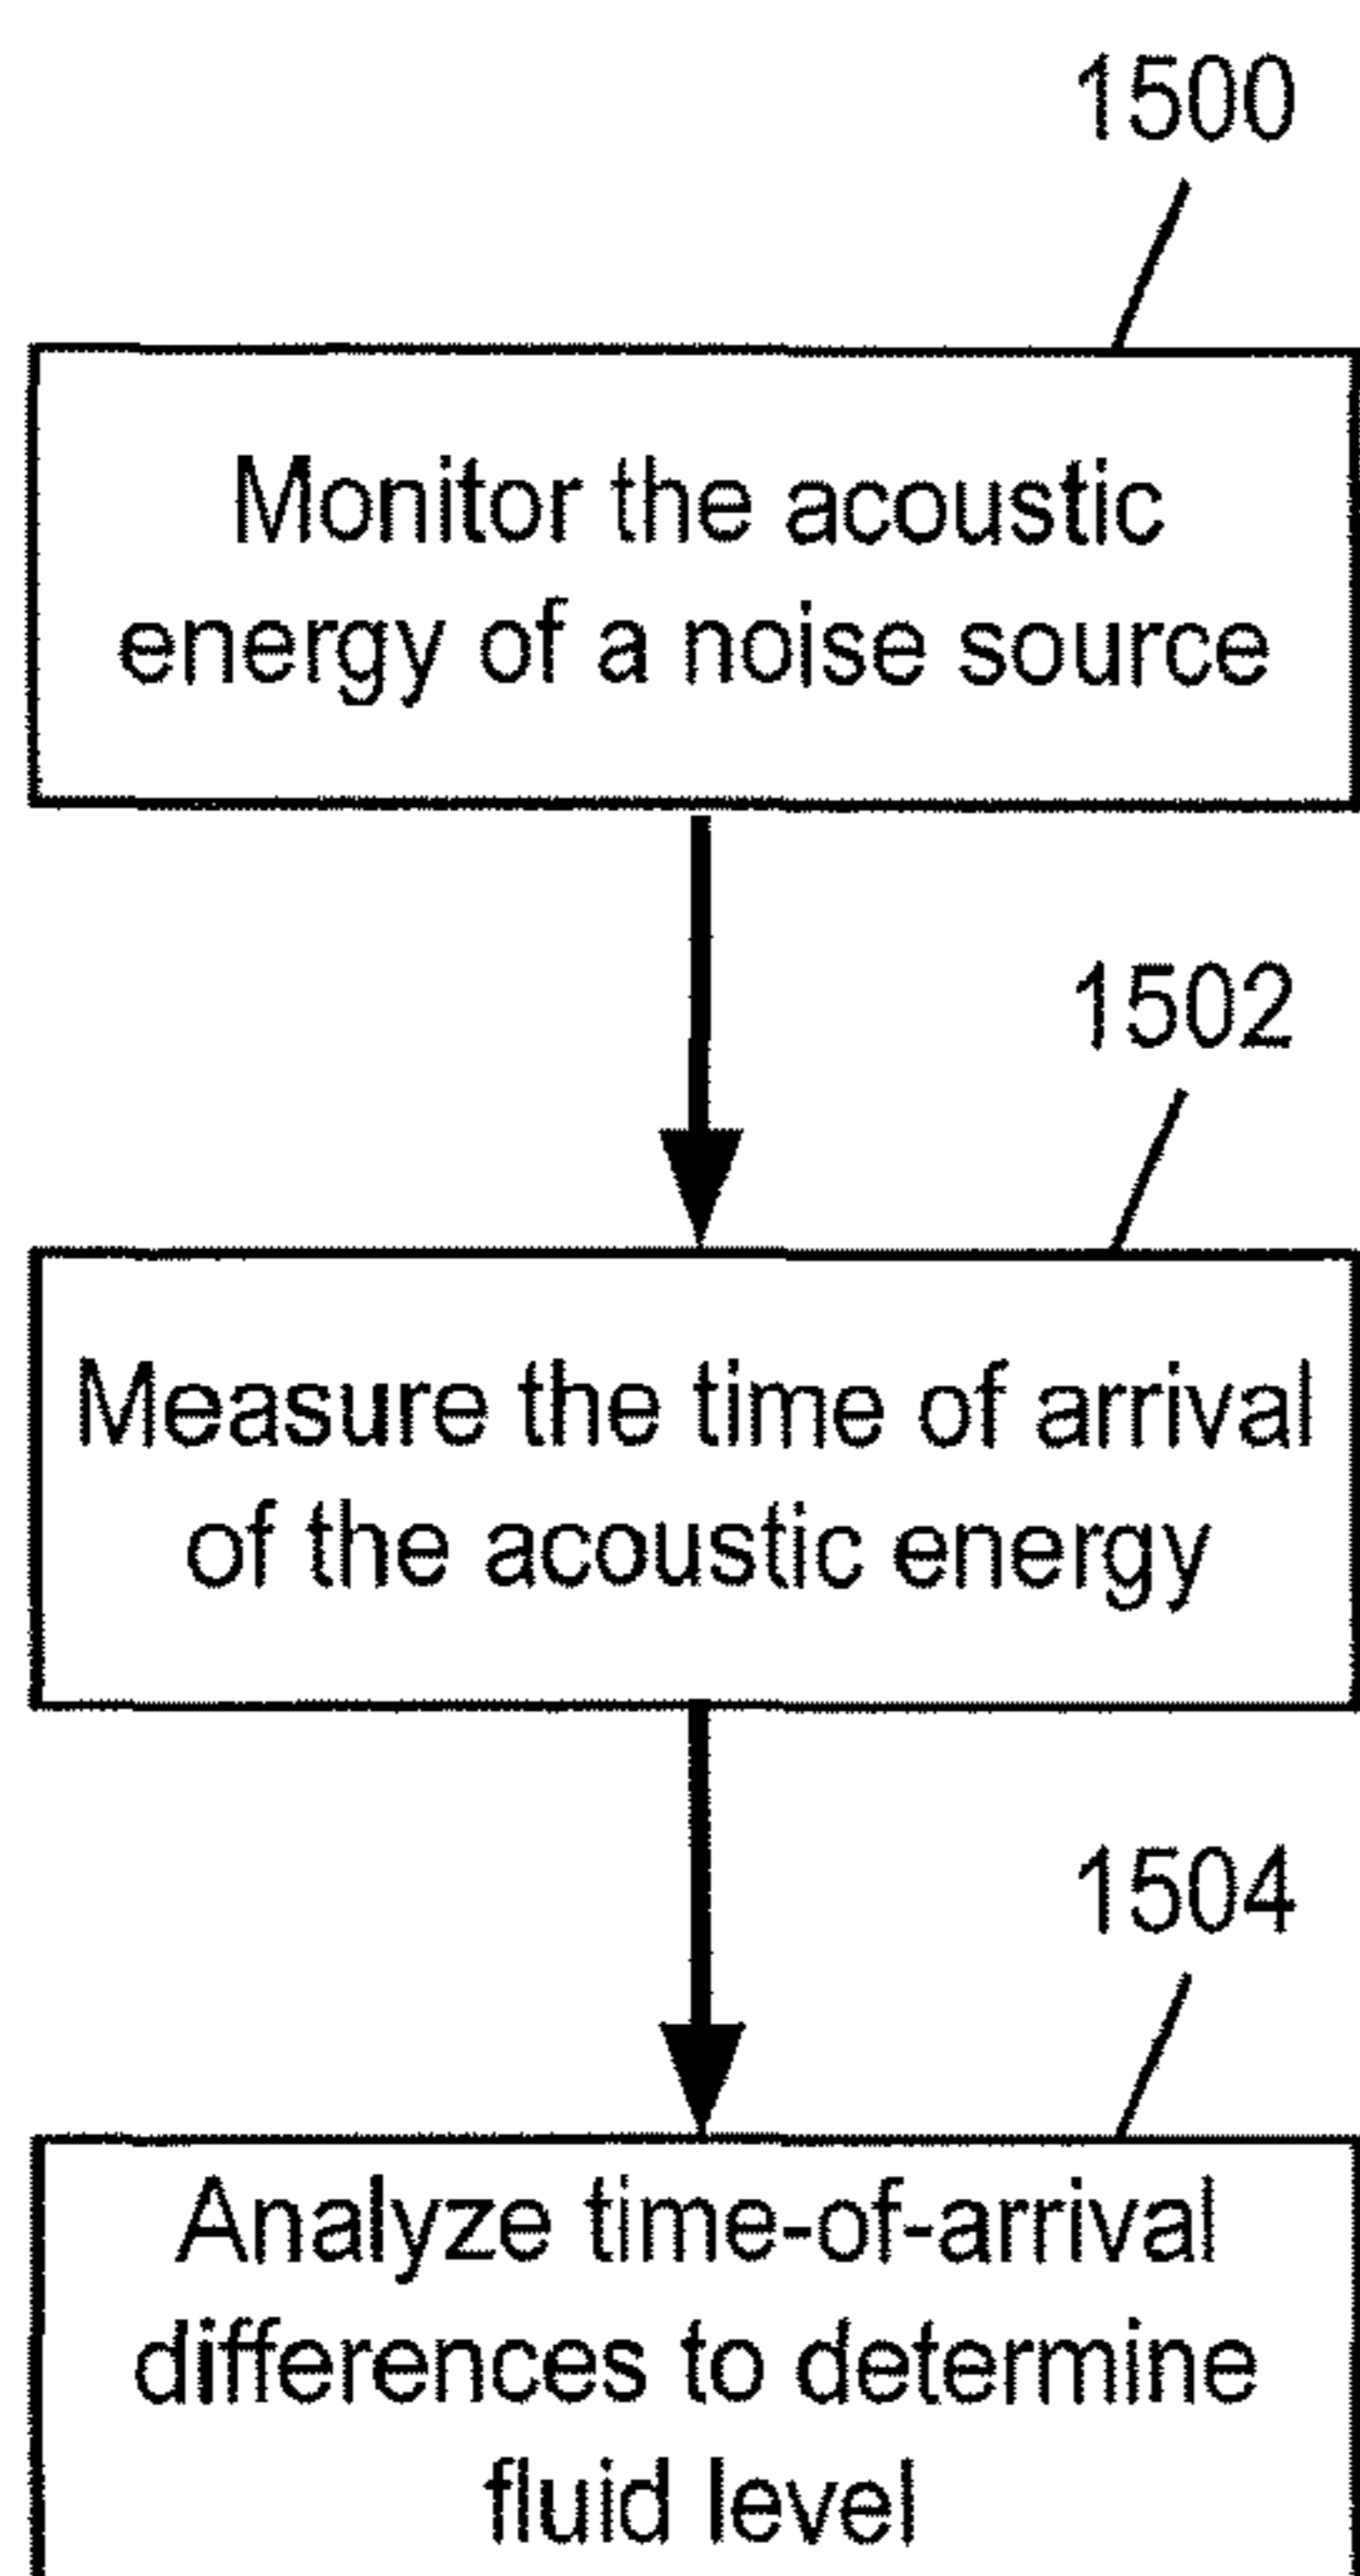 1500
Monitor the acoustic
energy of a noise source
1502
Measure the time of arrival
of the acoustic energy
1504
Analyze time-of-arrival
differences to determine
fluid level